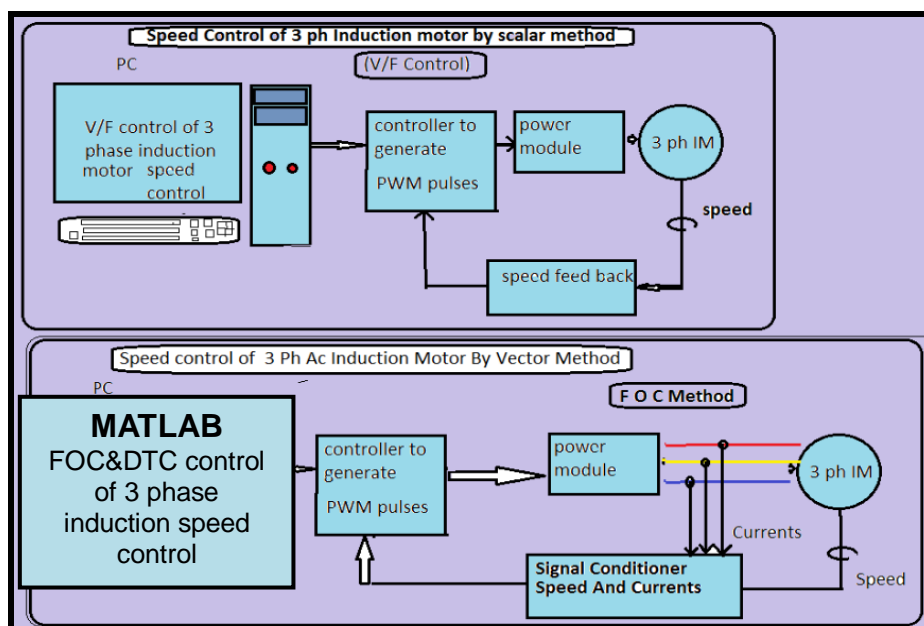 Speed Control of 3 ph Induction motor by scalar method
PC
(V/F Control)
V/F control of 3
phase induction
motor speed
control
controller to
generate
PWM pulses
power
module
3 ph IM
speed
speed feed back
Speed control of 3 Ph Ac Induction Motor By Vector Method
PC
F O C Method
MATLAB
FOC&DTC control
of 3 phase
induction speed
control
controller to
generate
PWM pulses
power
module
3 ph IM
Currents
Signal Conditioner
Speed And Currents
Speed